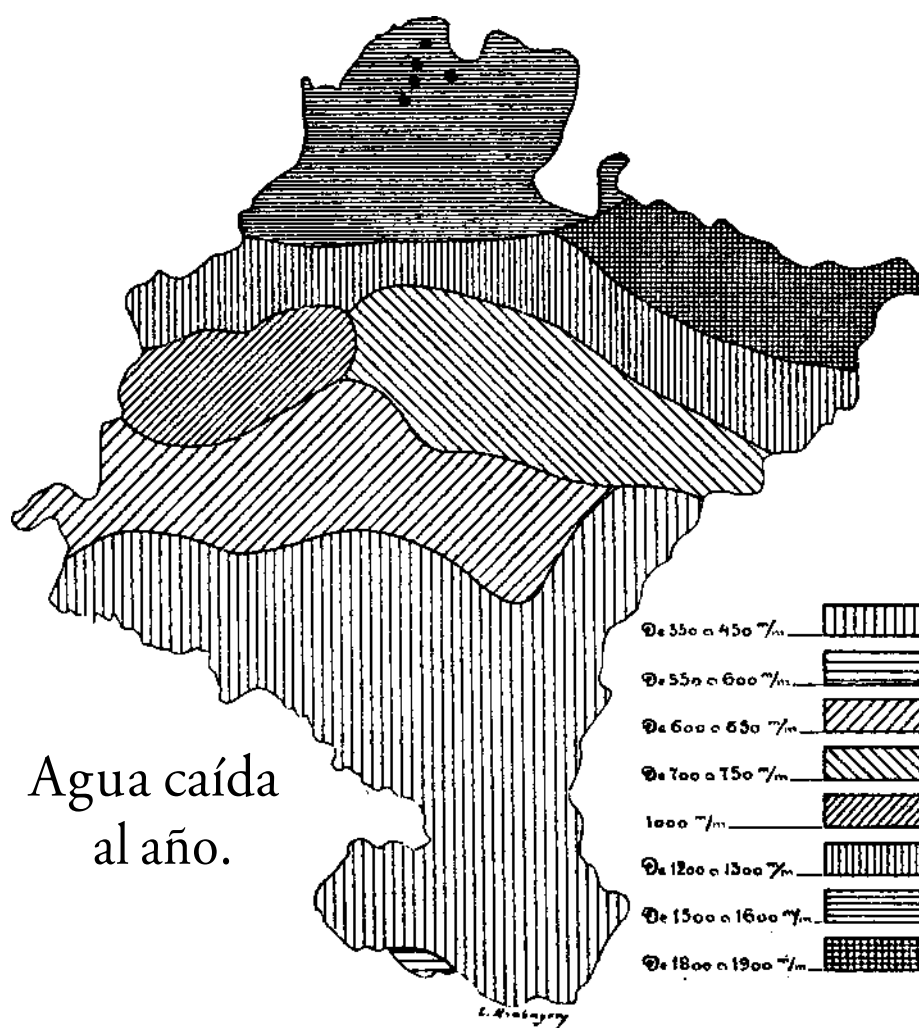 De 350 a 450 m/m
De 550 a 600 m/m
De 600 a 650 m/m
De 700 a 750 m/m
Agua caída
al año.
1000 m/m
De 1200 a 1300 m/m
De 1500 a 1600 m/m
De 1800 a 1900 m/m